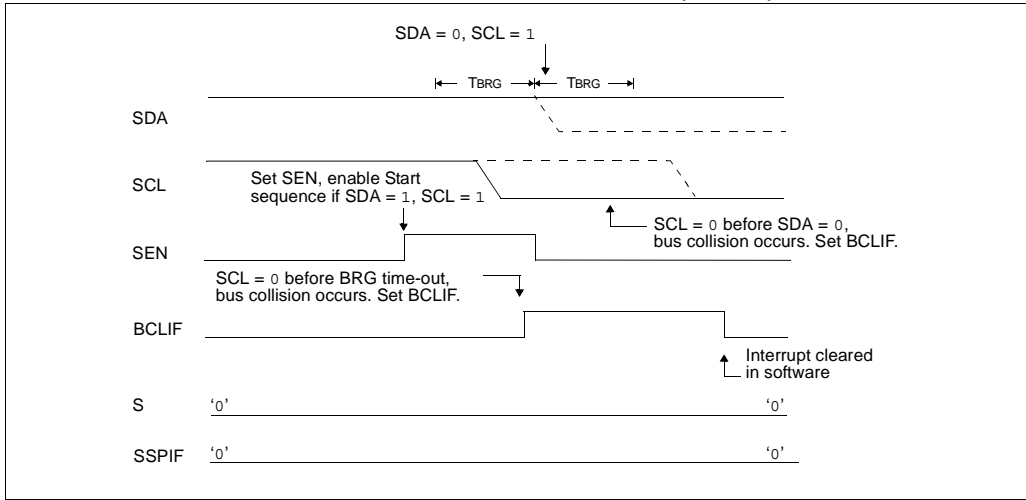 SDA = 0, SCL = 1
TBRG TBRG
SDA
SCL
Set SEN, enable Start
sequence if SDA = 1, SCL = 1
SCL = 0 before SDA = 0,
bus collision occurs. Set BCLIF.
SEN
SCL = 0 before BRG time-out,
bus collision occurs. Set BCLIF.
BCLIF
Interrupt cleared
in software
S ‘0’ ‘0’
SSPIF ‘0’ ‘0’